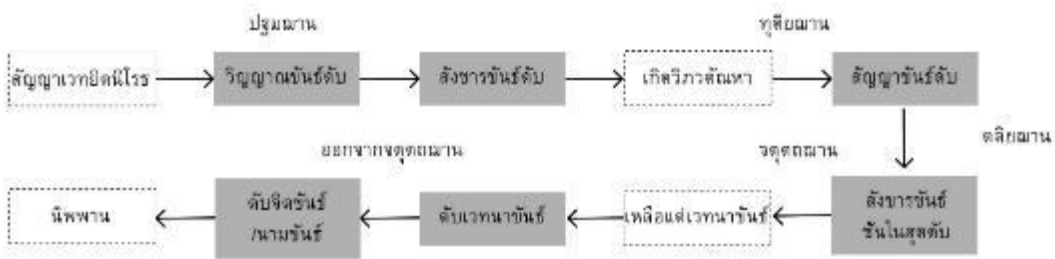 ปฐมฌาน
ทุติยฌาน
สัญญาเวทยิตนิโรธ
วิญญาณขันธ์ดับ
สังขารขันธ์ดับ
เกิดวิภวตัณหา
สัญญาขันธ์ดับ
ตติยฌาน
ออกจากจตุตถฌาน
จตุตถฌาน
นิพพาน
ดับจิตขันธ์
/นามขันธ์
ดับเวทนาขันธ์
เหลือแต่เวทนาขันธ์
สังขารขันธ์
ชั้นในสุดดับ